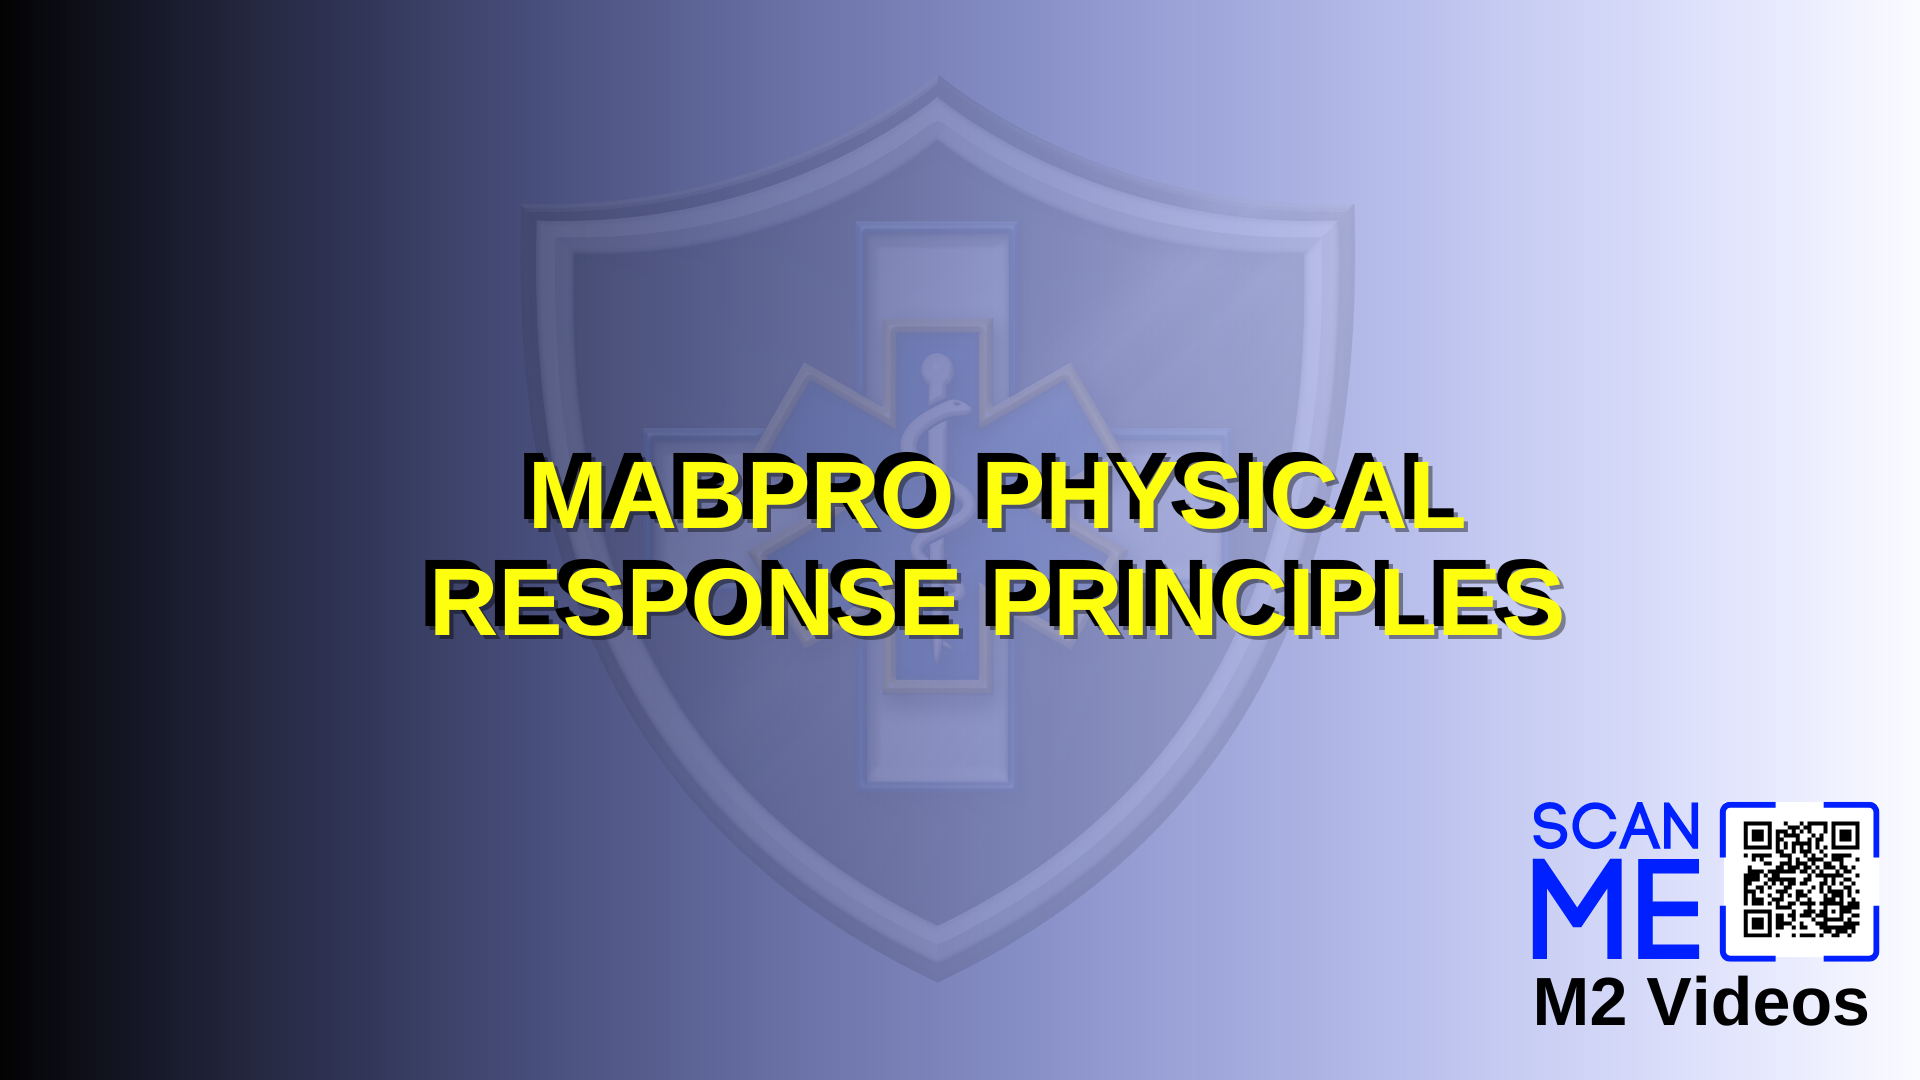 MABPRO PHYSICAL
RESPONSE PRINCIPLES
SCAN
ME
M2 Videos